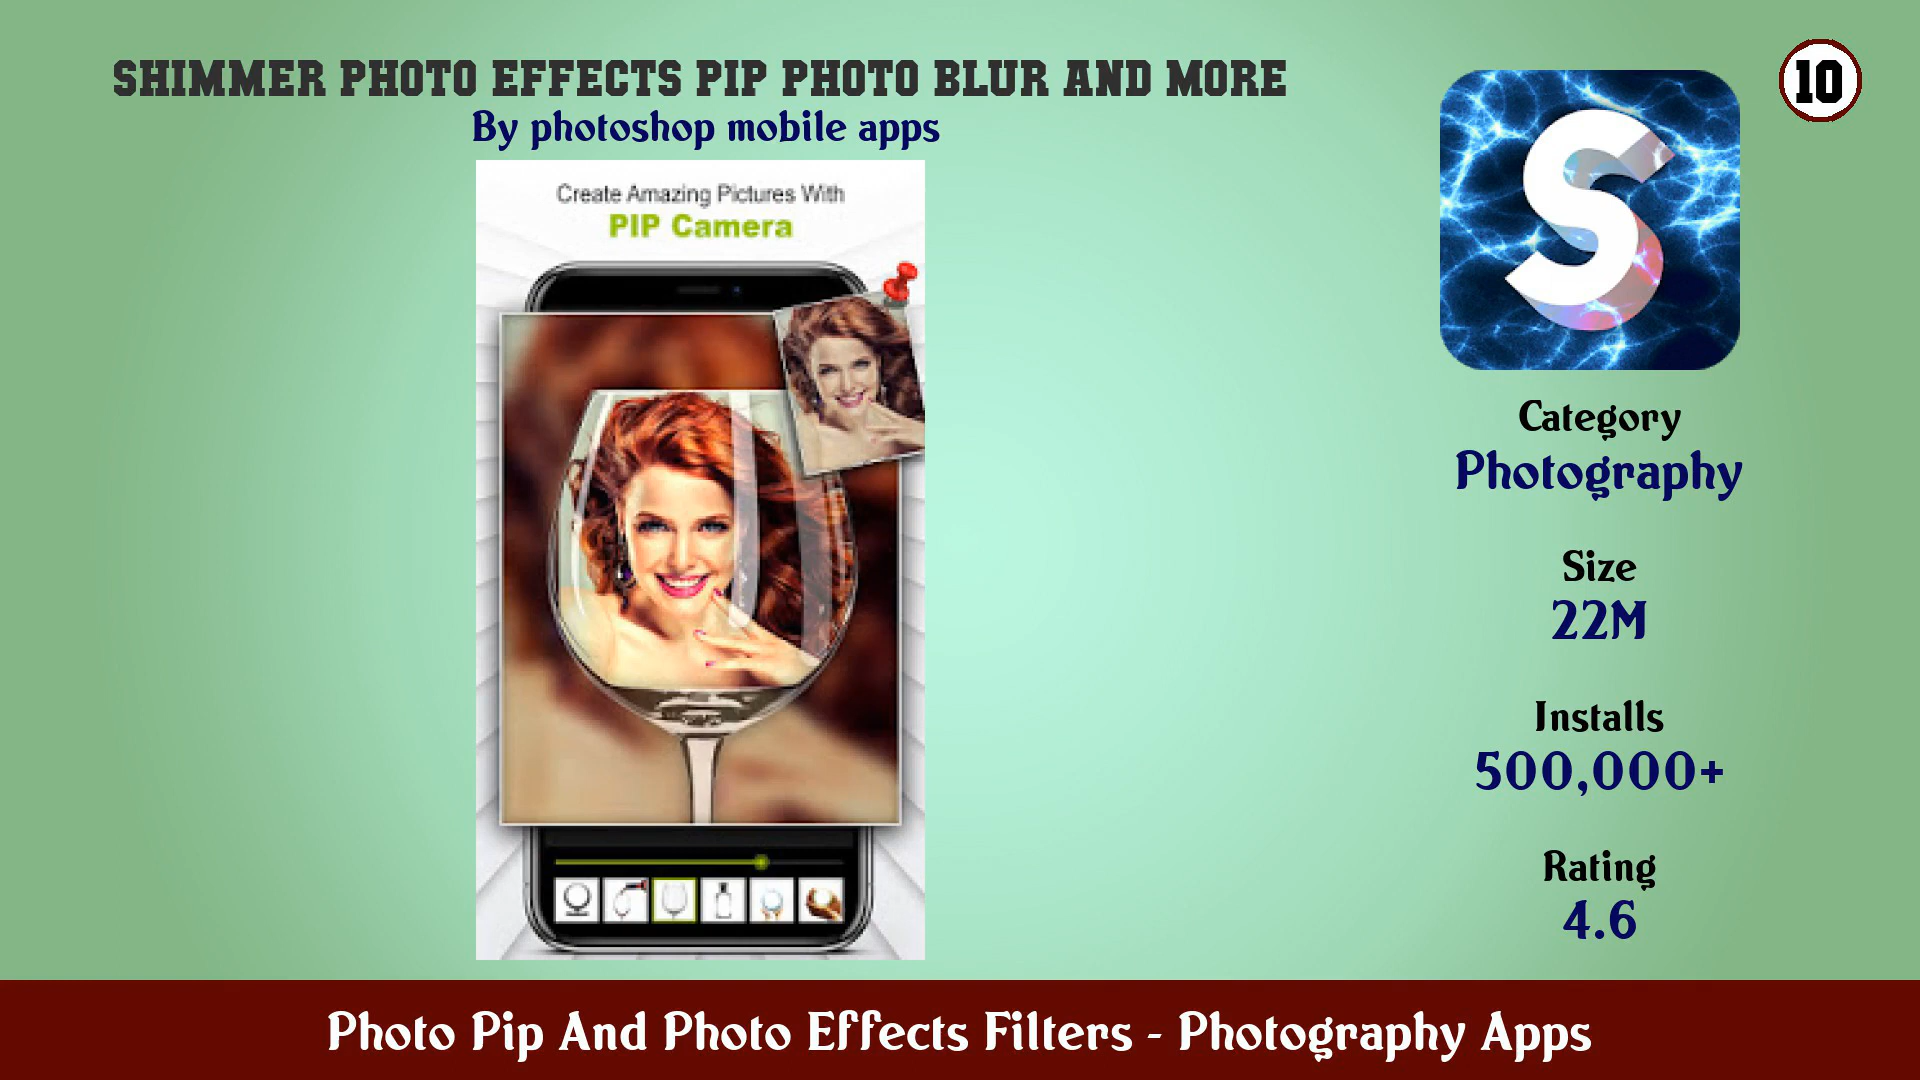 SHIMMER PHOTO EFFECTS PIP PHOTO BLUR AND MORE
By photoshop mobile apps
10
Create Amazing Pictures With
PIP Camera
S
Category
Photography
Size
22M
Installs
500,000+
Rating
4.6
Photo Pip And Photo Effects Filters - Photography Apps